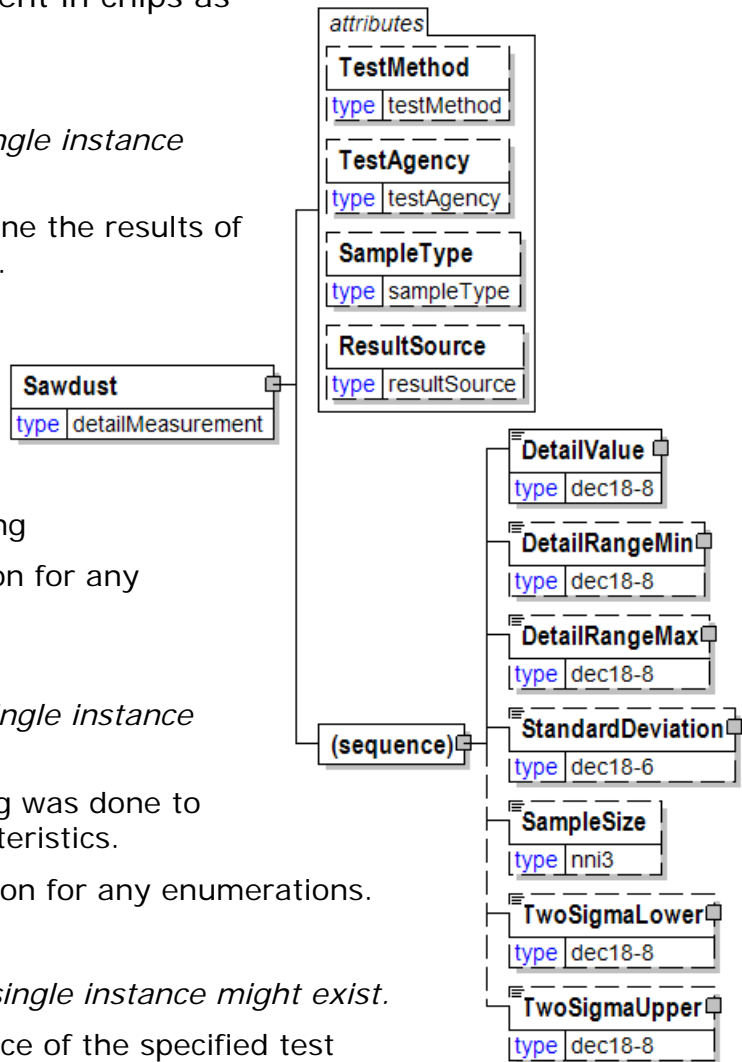 ent in chips as
ngle instance
ne the results of
.
ng
on for any
ingle instance
g was done to
teristics.
on for any enumerations.
single instance might exist.
ce of the specified test
attributes
TestMethod
type testMethod
TestAgency
type testAgency
SampleType
type sampleType
ResultSource
type resultSource
Sawdust
type detailMeasurement
(sequence)
DetailValue
type dec18-8
DetailRangeMin
type dec18-8
DetailRangeMax
type dec18-8
StandardDeviation
type dec18-6
SampleSize
type nni3
TwoSigmaLower
type dec18-8
TwoSigmaUpper
type dec18-8